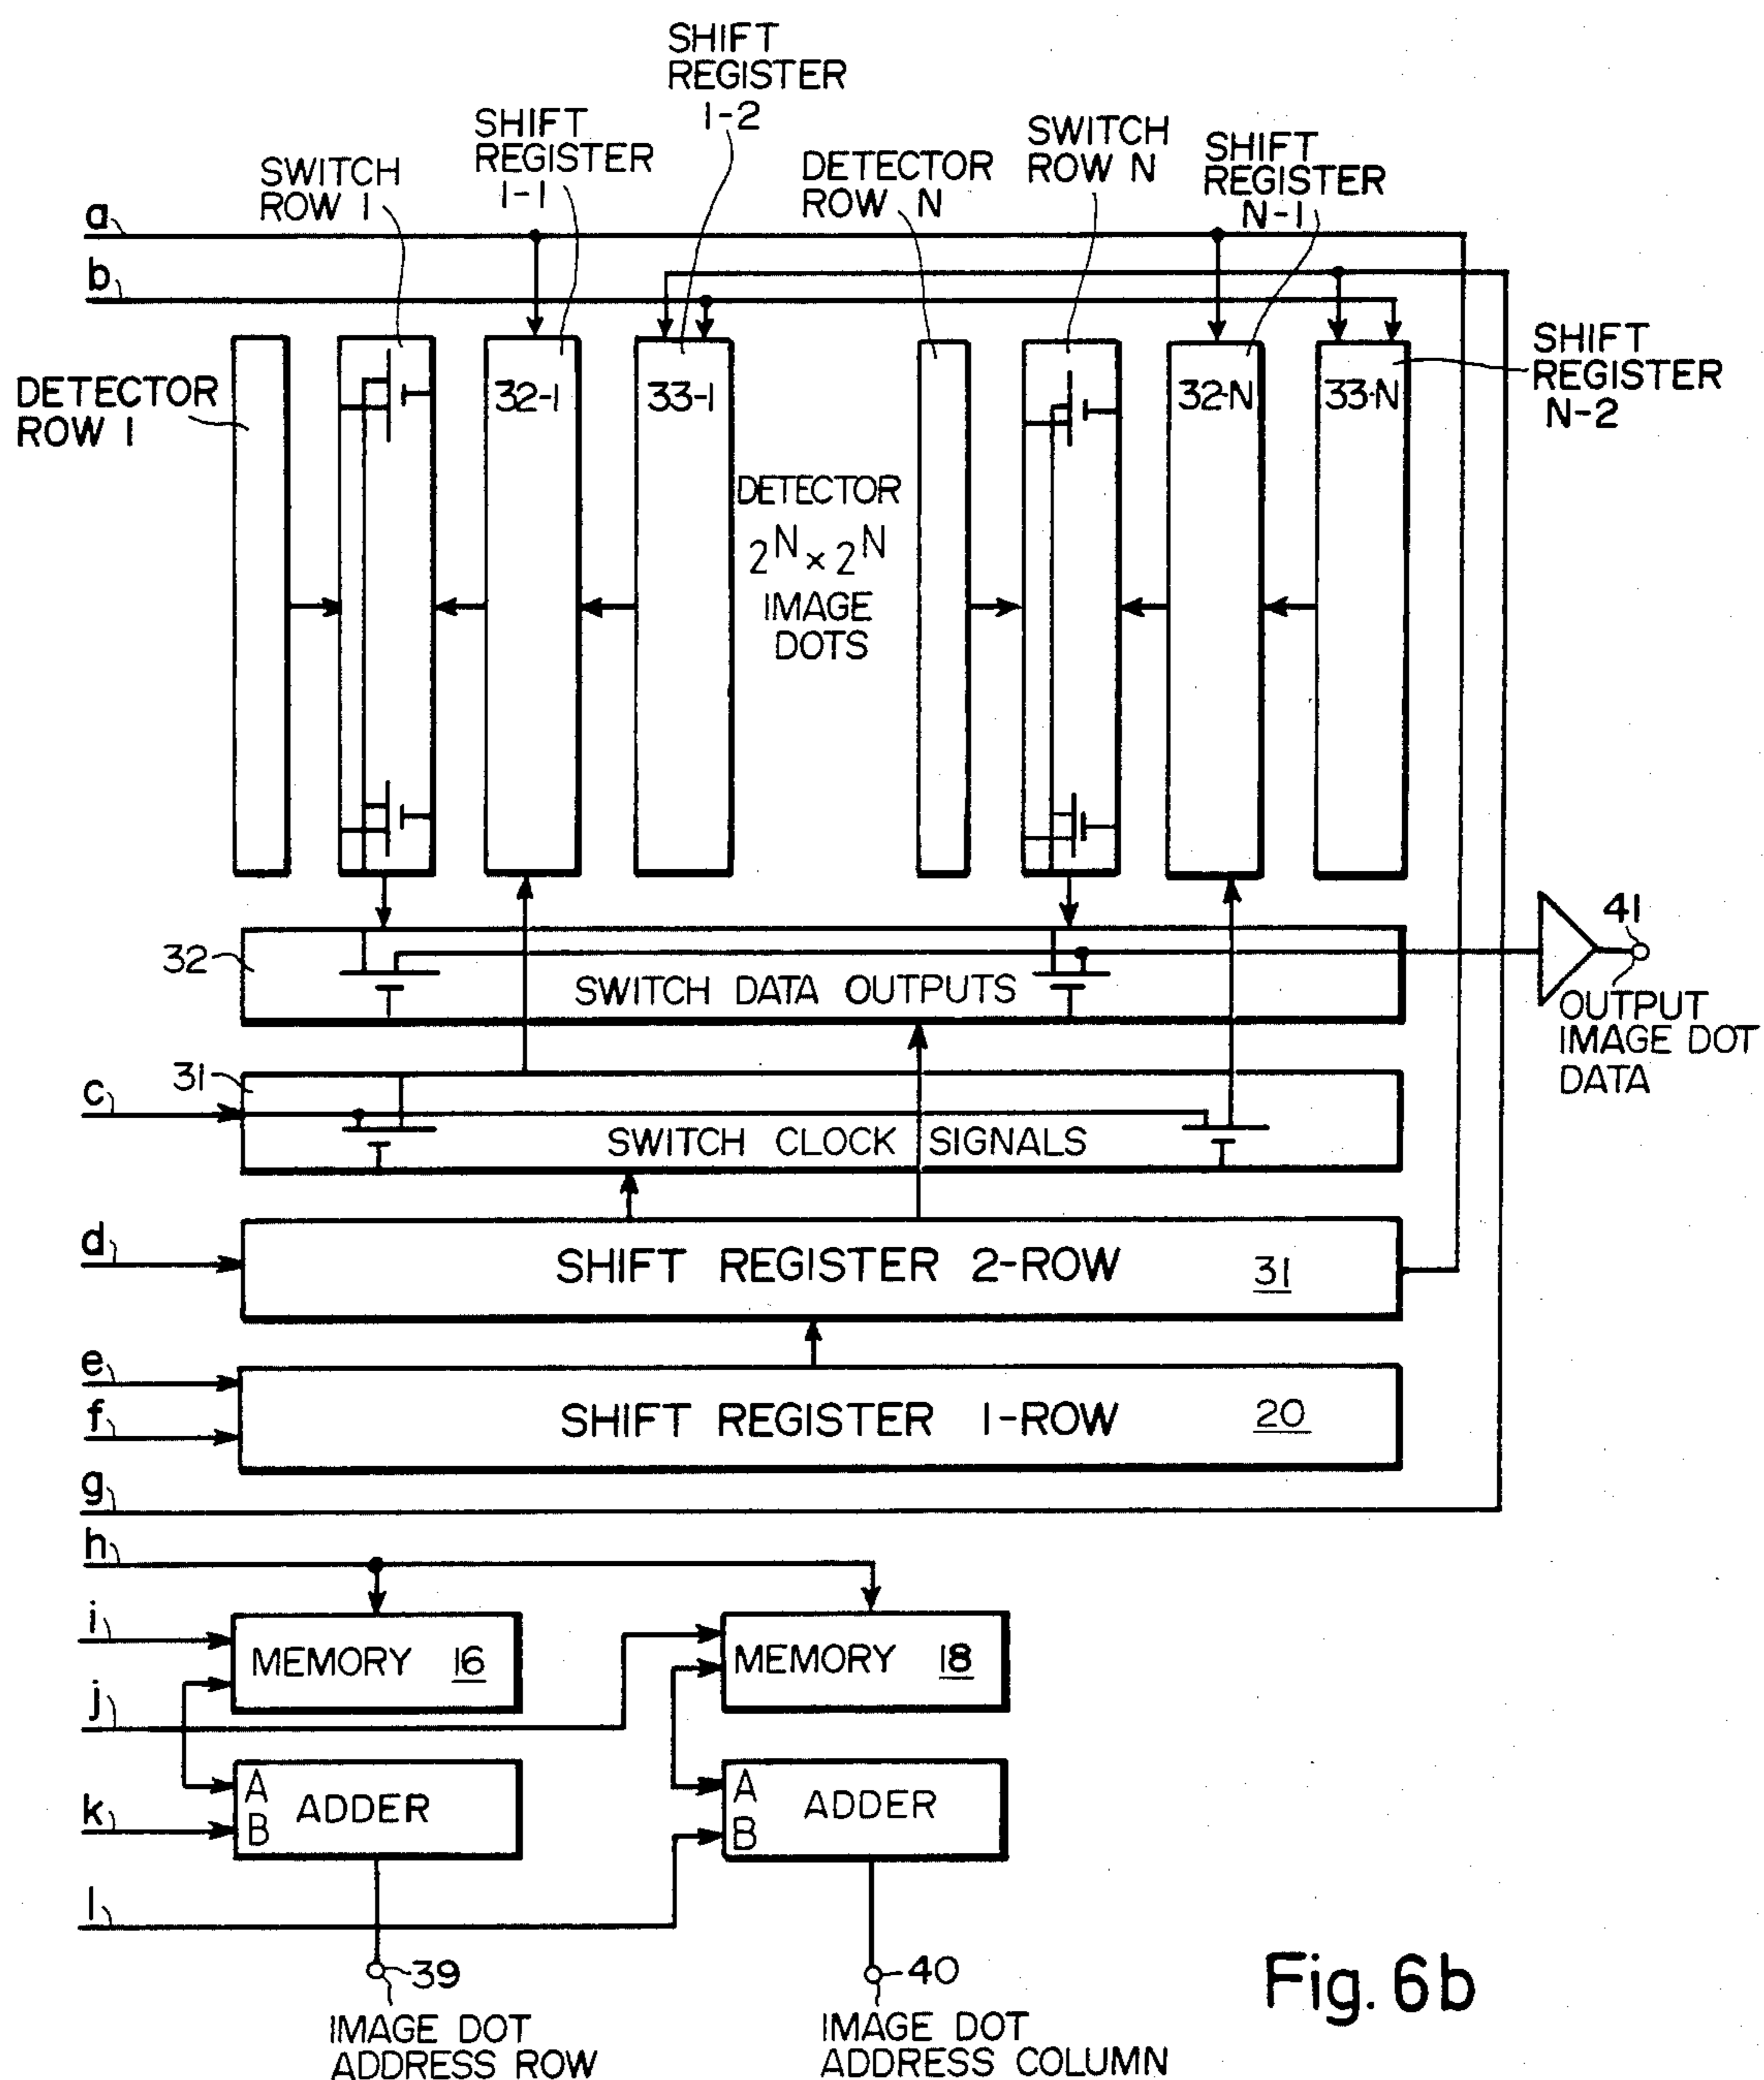 SHIFT
REGISTER
1-2
SHIFT
REGISTER
1-1
SWITCH
ROW 1
DETECTOR
ROW N
SWITCH
ROW N
SHIFT
REGISTER
N-1
a
b
DETECTOR
ROW 1
32-1
33-1
32-N
33-N
SHIFT
REGISTER
N-2
DETECTOR
2^N x 2^N
IMAGE
DOTS
32
SWITCH DATA OUTPUTS
41
OUTPUT
IMAGE DOT
DATA
31
c
SWITCH CLOCK SIGNALS
d
SHIFT REGISTER 2-ROW 31
e
f
SHIFT REGISTER 1-ROW 20
g
h
i
MEMORY 16
MEMORY 18
j
A
B
ADDER
A
B
ADDER
k
l
39
IMAGE DOT
ADDRESS ROW
40
IMAGE DOT
ADDRESS COLUMN
Fig. 6b